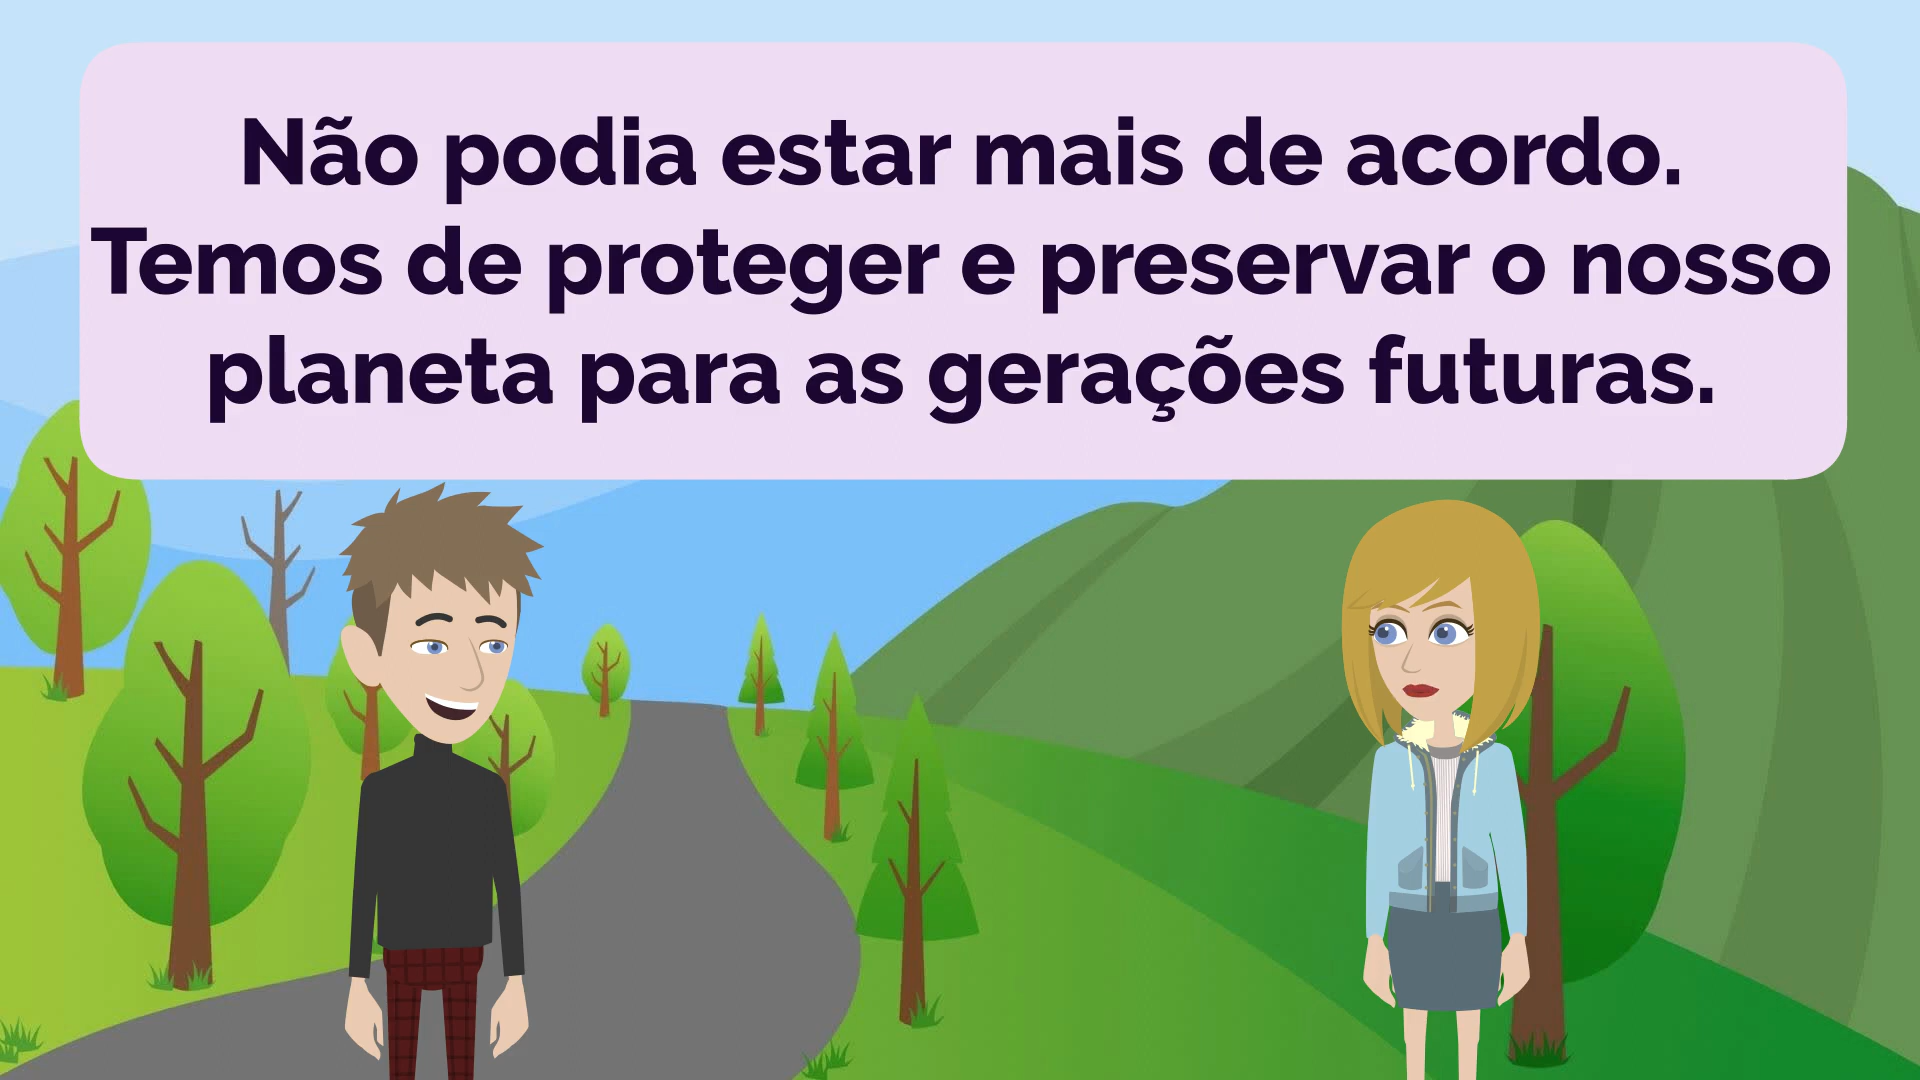 Não podia estar mais de acordo.
Temos de proteger e preservar o nosso
planeta para as gerações futuras.